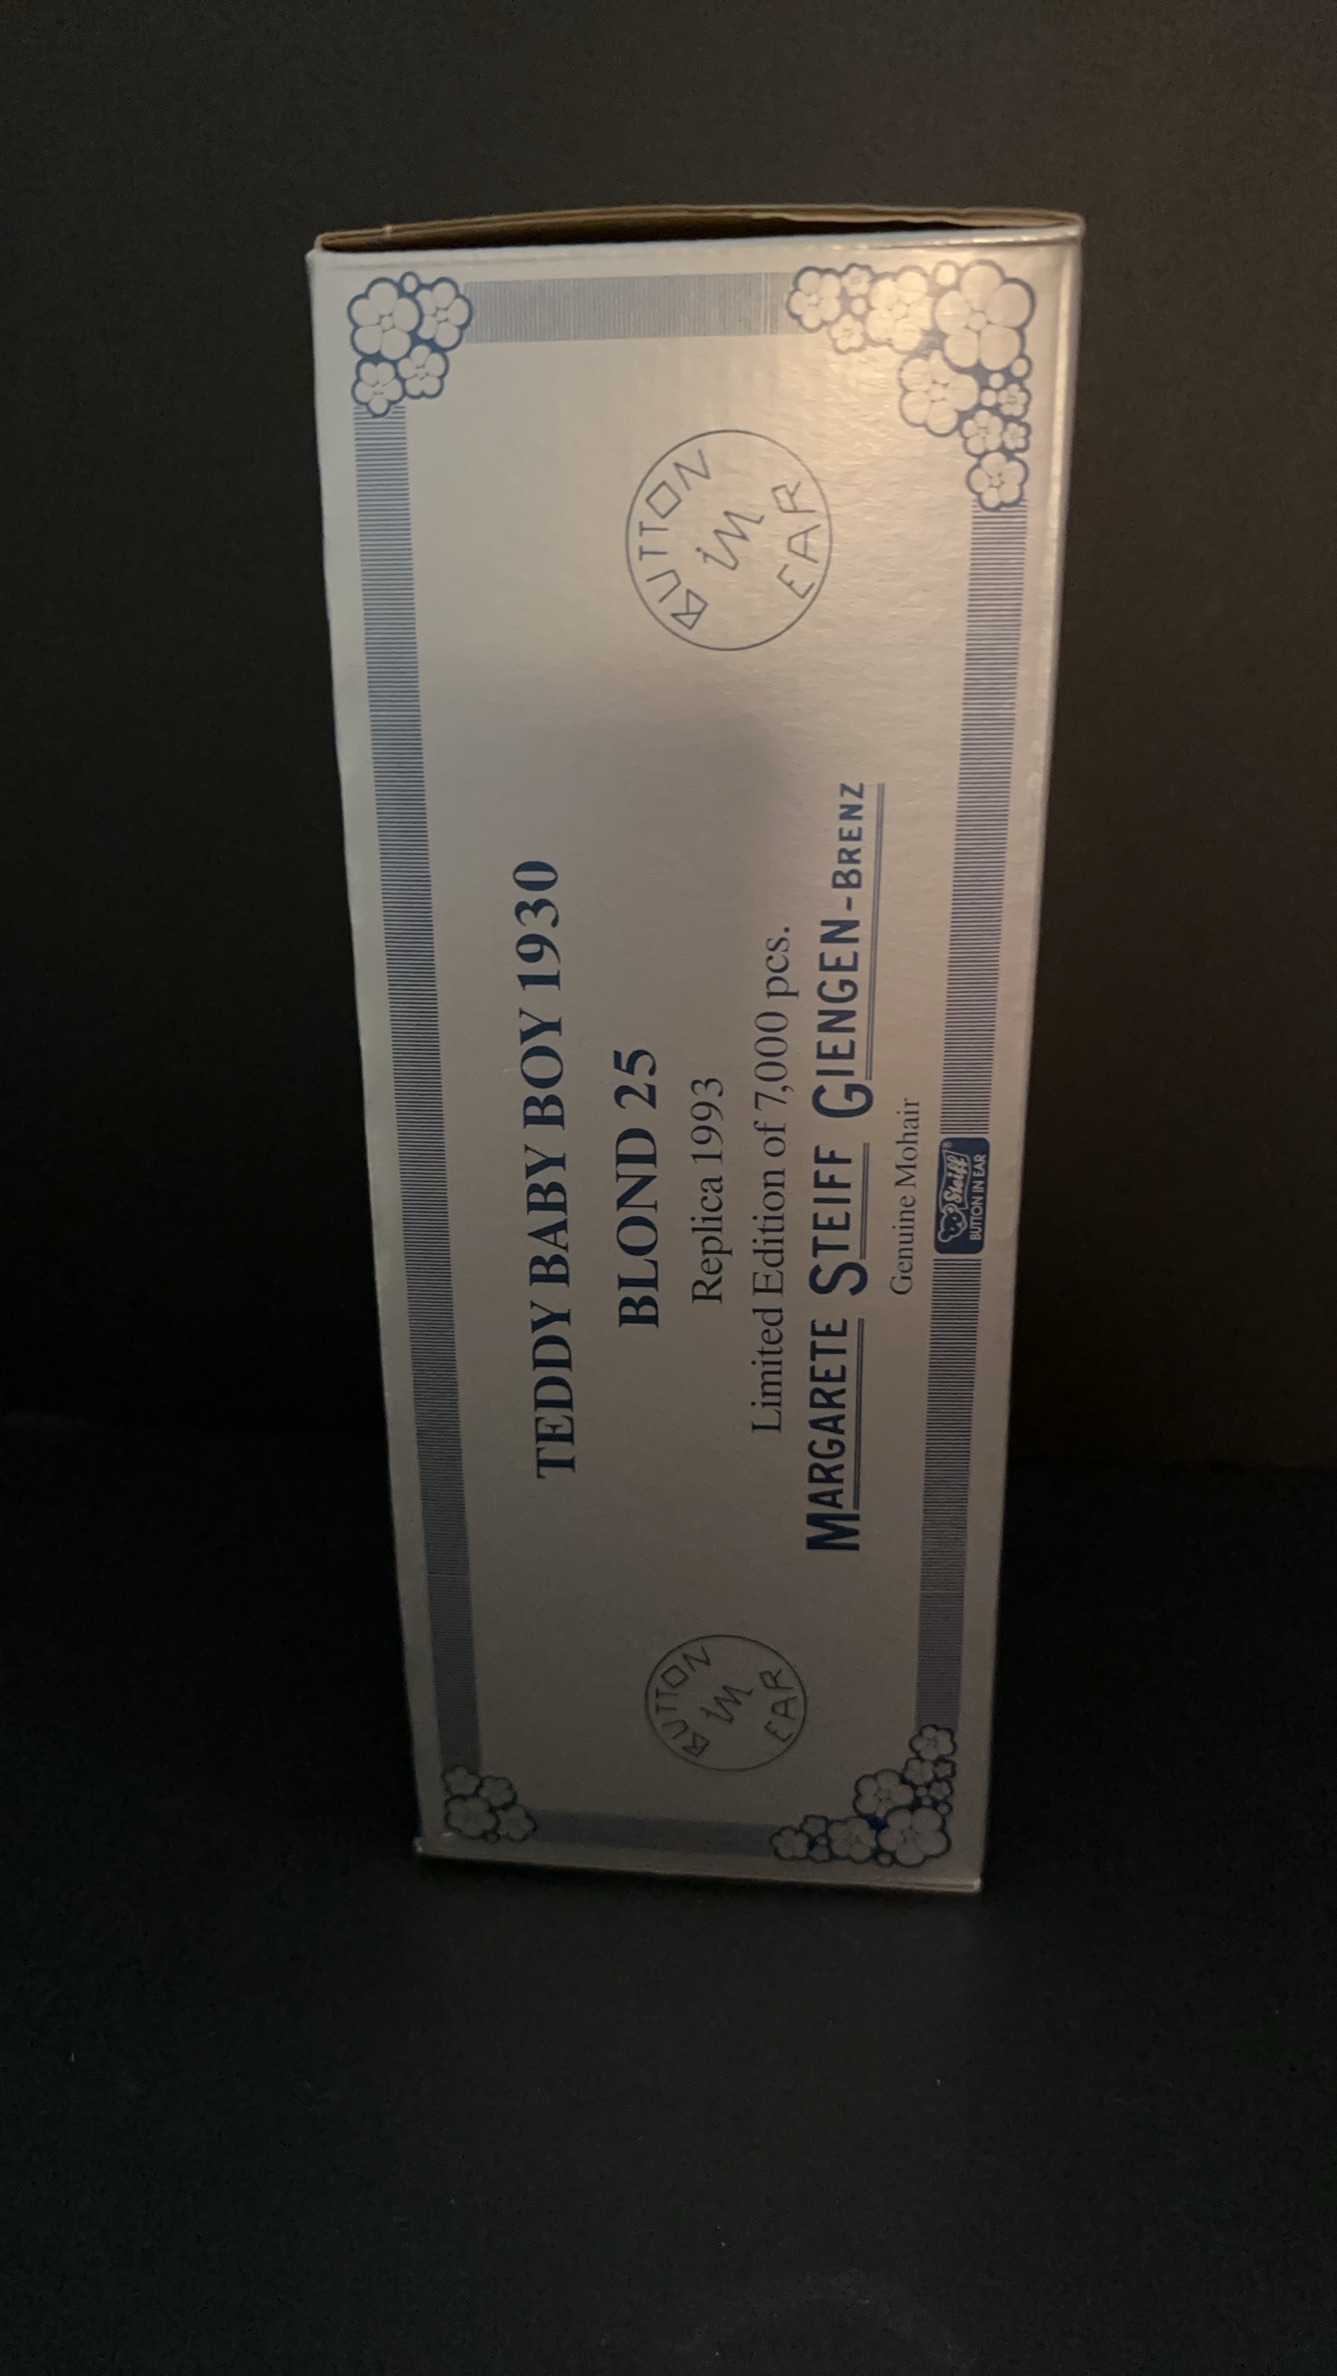 TEDDY BABY BOY 1930
BLOND 25
Replica 1993
Limited Edition of 7,000 pcs.
MARGARETE STEIFF GIENGEN-BRENZ
Genuine Mohair
Steiff®
BUTTON IN EAR
BUTTON
in
EAR
BUTTON
in
EAR